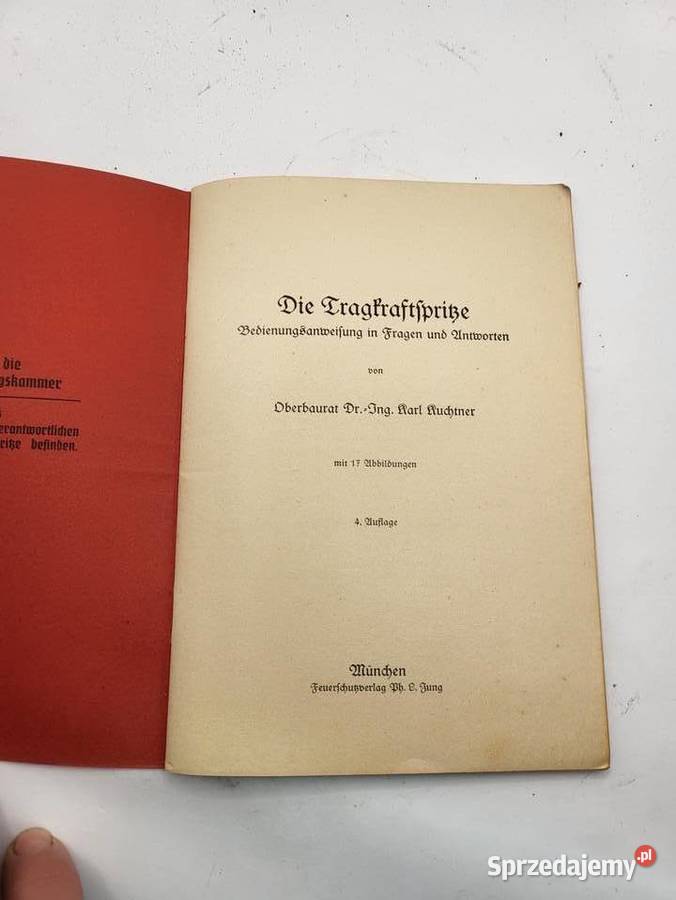 die
gskammer
erantwortlichen
ritze befinden.
Die Tragkraftspritze
Bedienungsanweisung in Fragen und Antworten
von
Oberbaurat Dr.-Ing. Karl Kuchtner
mit 17 Abbildungen
4. Auflage
München
Feuerschutzverlag Ph. L. Jung
Sprzedajemy.pl